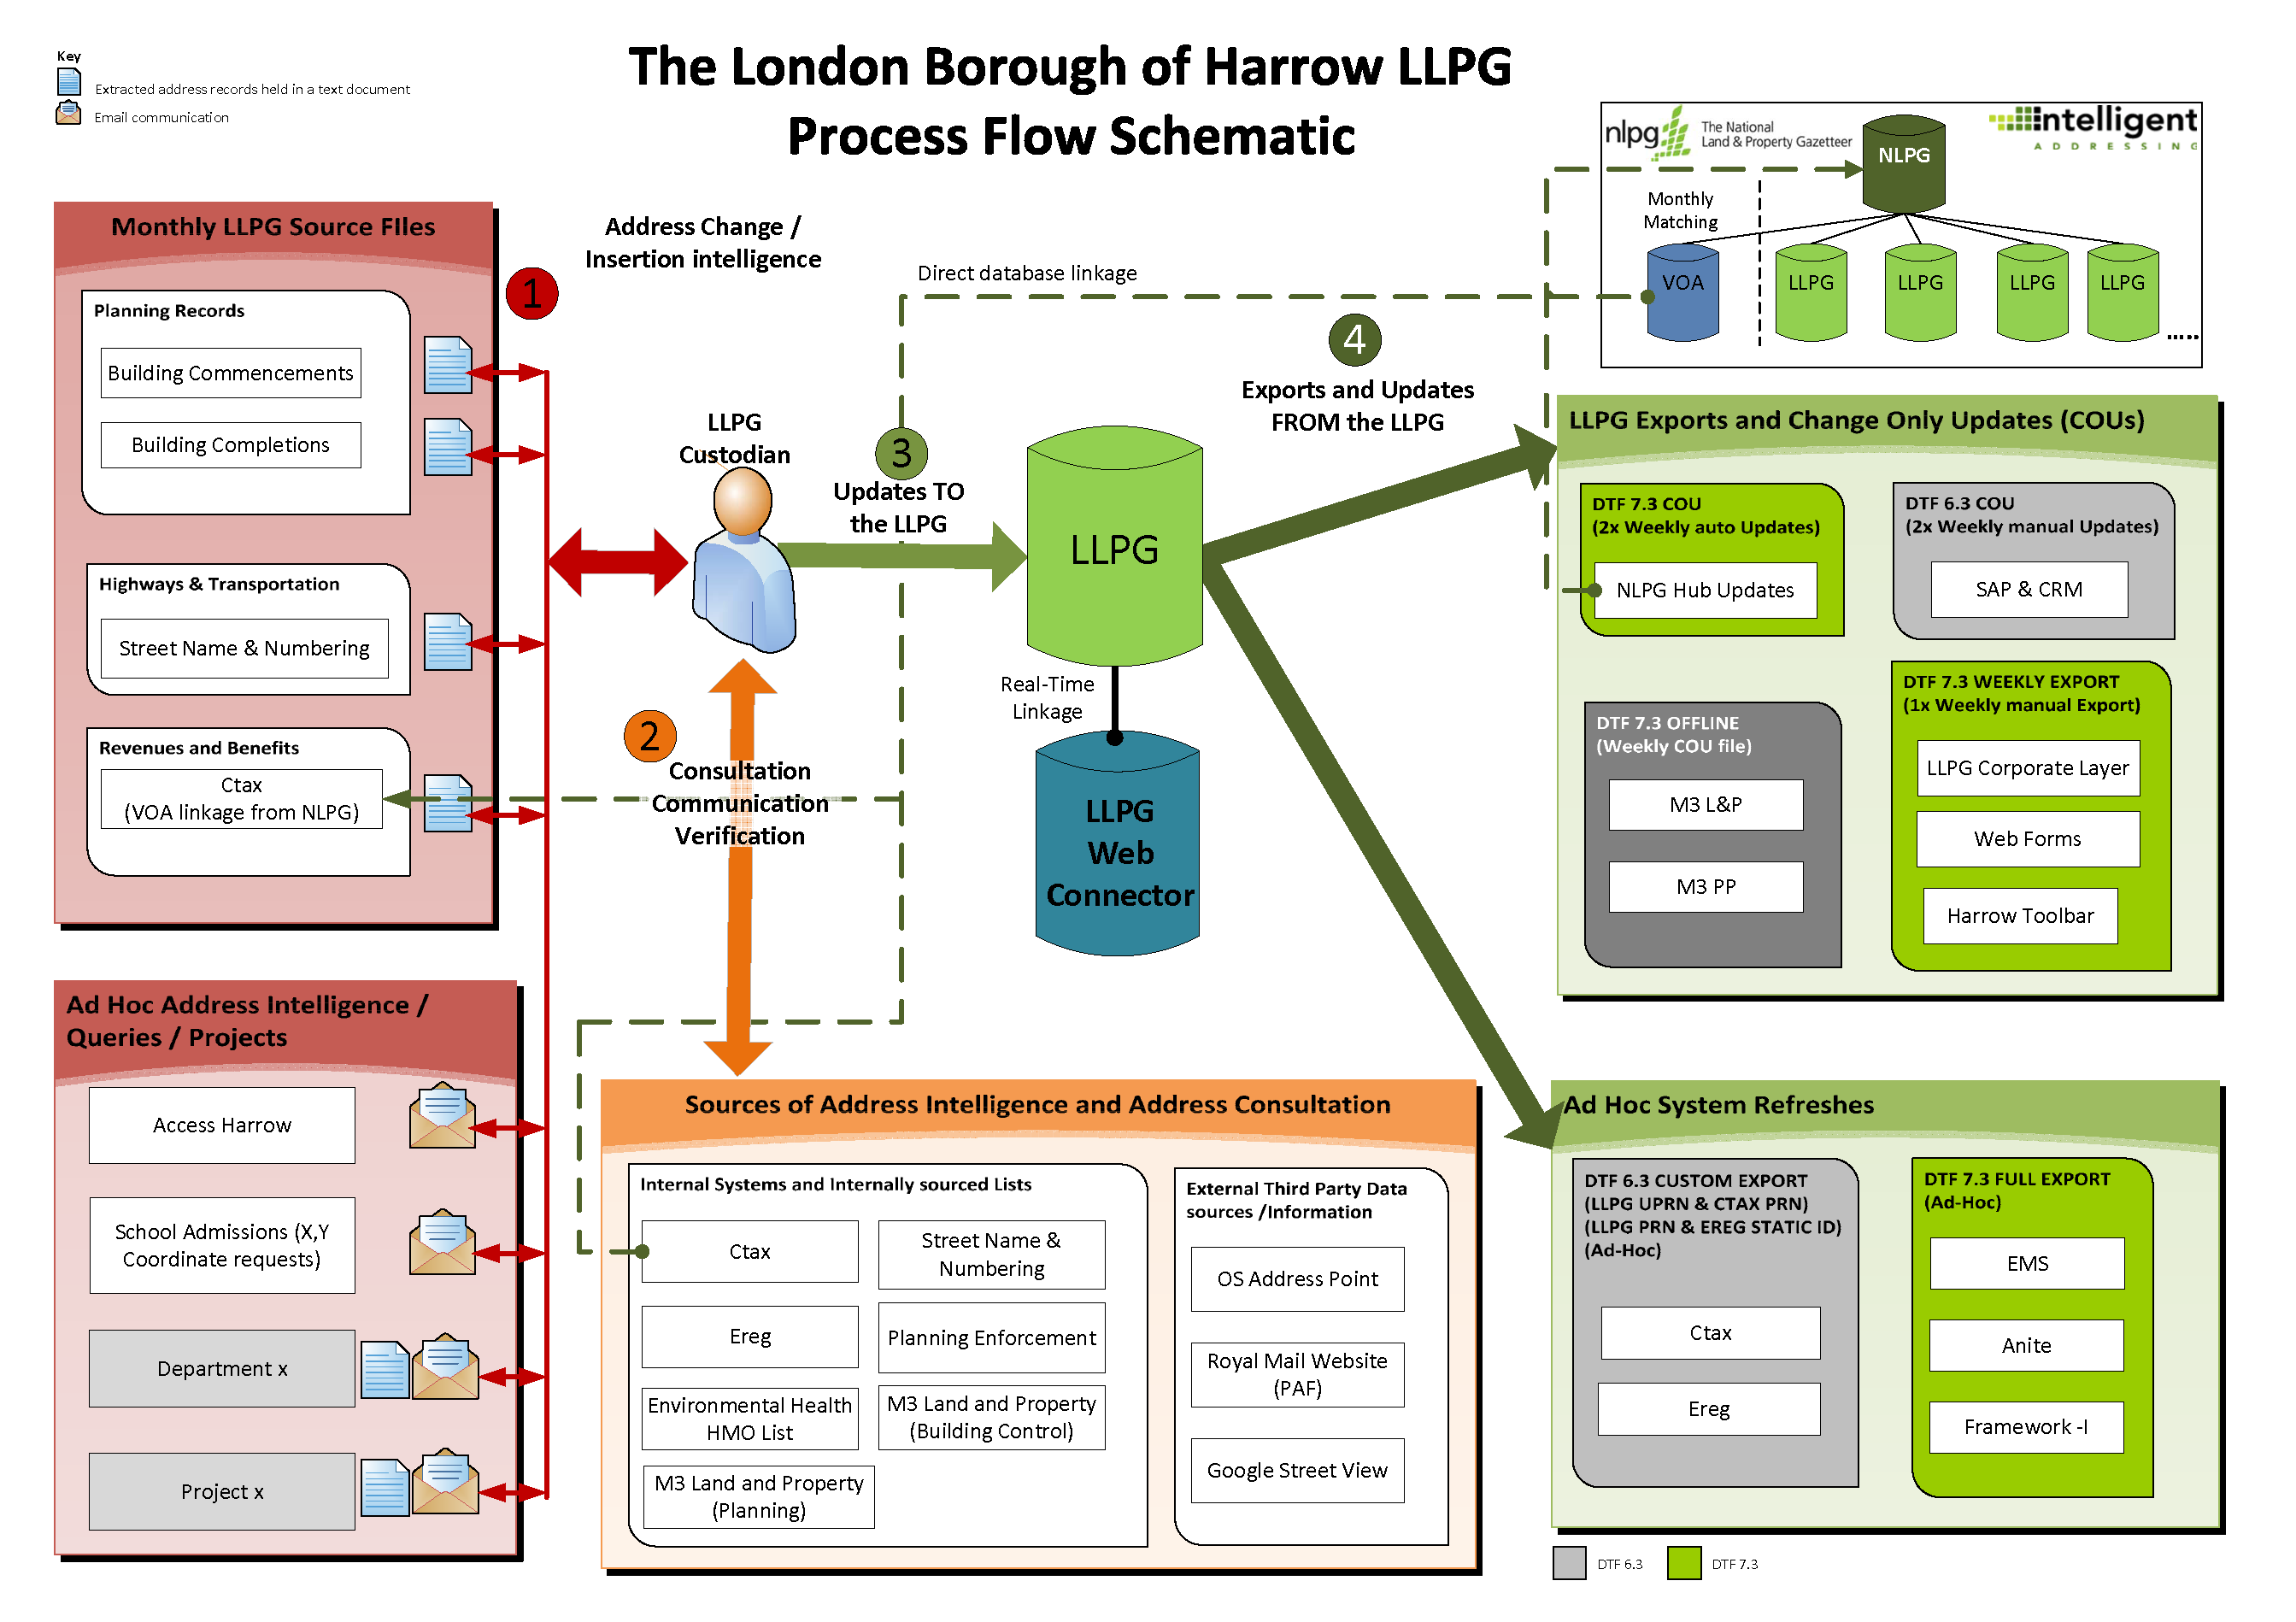 The London Borough of Harrow LLPG
Process Flow Schematic
Key
Extracted address records held in a text document
Email communication
nlpg
The National
Land & Property Gazetteer
intelligent
ADDRESSING
NLPG
Monthly
Matching
VOA
LLPG
LLPG
LLPG
LLPG
.....
Monthly LLPG Source FIles
Planning Records
Building Commencements
Building Completions
Highways & Transportation
Street Name & Numbering
Revenues and Benefits
Ctax
(VOA linkage from NLPG)
1
Address Change /
Insertion intelligence
Direct database linkage
LLPG
Custodian
3
Updates TO
the LLPG
4
Exports and Updates
FROM the LLPG
LLPG
Real-Time
Linkage
LLPG
Web
Connector
2
Consultation
Communication
Verification
LLPG Exports and Change Only Updates (COUs)
DTF 7.3 COU
(2x Weekly auto Updates)
NLPG Hub Updates
DTF 6.3 COU
(2x Weekly manual Updates)
SAP & CRM
DTF 7.3 OFFLINE
(Weekly COU file)
M3 L&P
M3 PP
DTF 7.3 WEEKLY EXPORT
(1x Weekly manual Export)
LLPG Corporate Layer
Web Forms
Harrow Toolbar
Ad Hoc Address Intelligence /
Queries / Projects
Access Harrow
School Admissions (X,Y
Coordinate requests)
Department x
Project x
Sources of Address Intelligence and Address Consultation
Internal Systems and Internally sourced Lists
Ctax
Street Name &
Numbering
Ereg
Planning Enforcement
Environmental Health
HMO List
M3 Land and Property
(Building Control)
M3 Land and Property
(Planning)
External Third Party Data
sources /Information
OS Address Point
Royal Mail Website
(PAF)
Google Street View
Ad Hoc System Refreshes
DTF 6.3 CUSTOM EXPORT
(LLPG UPRN & CTAX PRN)
(LLPG PRN & EREG STATIC ID)
(Ad-Hoc)
Ctax
Ereg
DTF 7.3 FULL EXPORT
(Ad-Hoc)
EMS
Anite
Framework -I
DTF 6.3
DTF 7.3